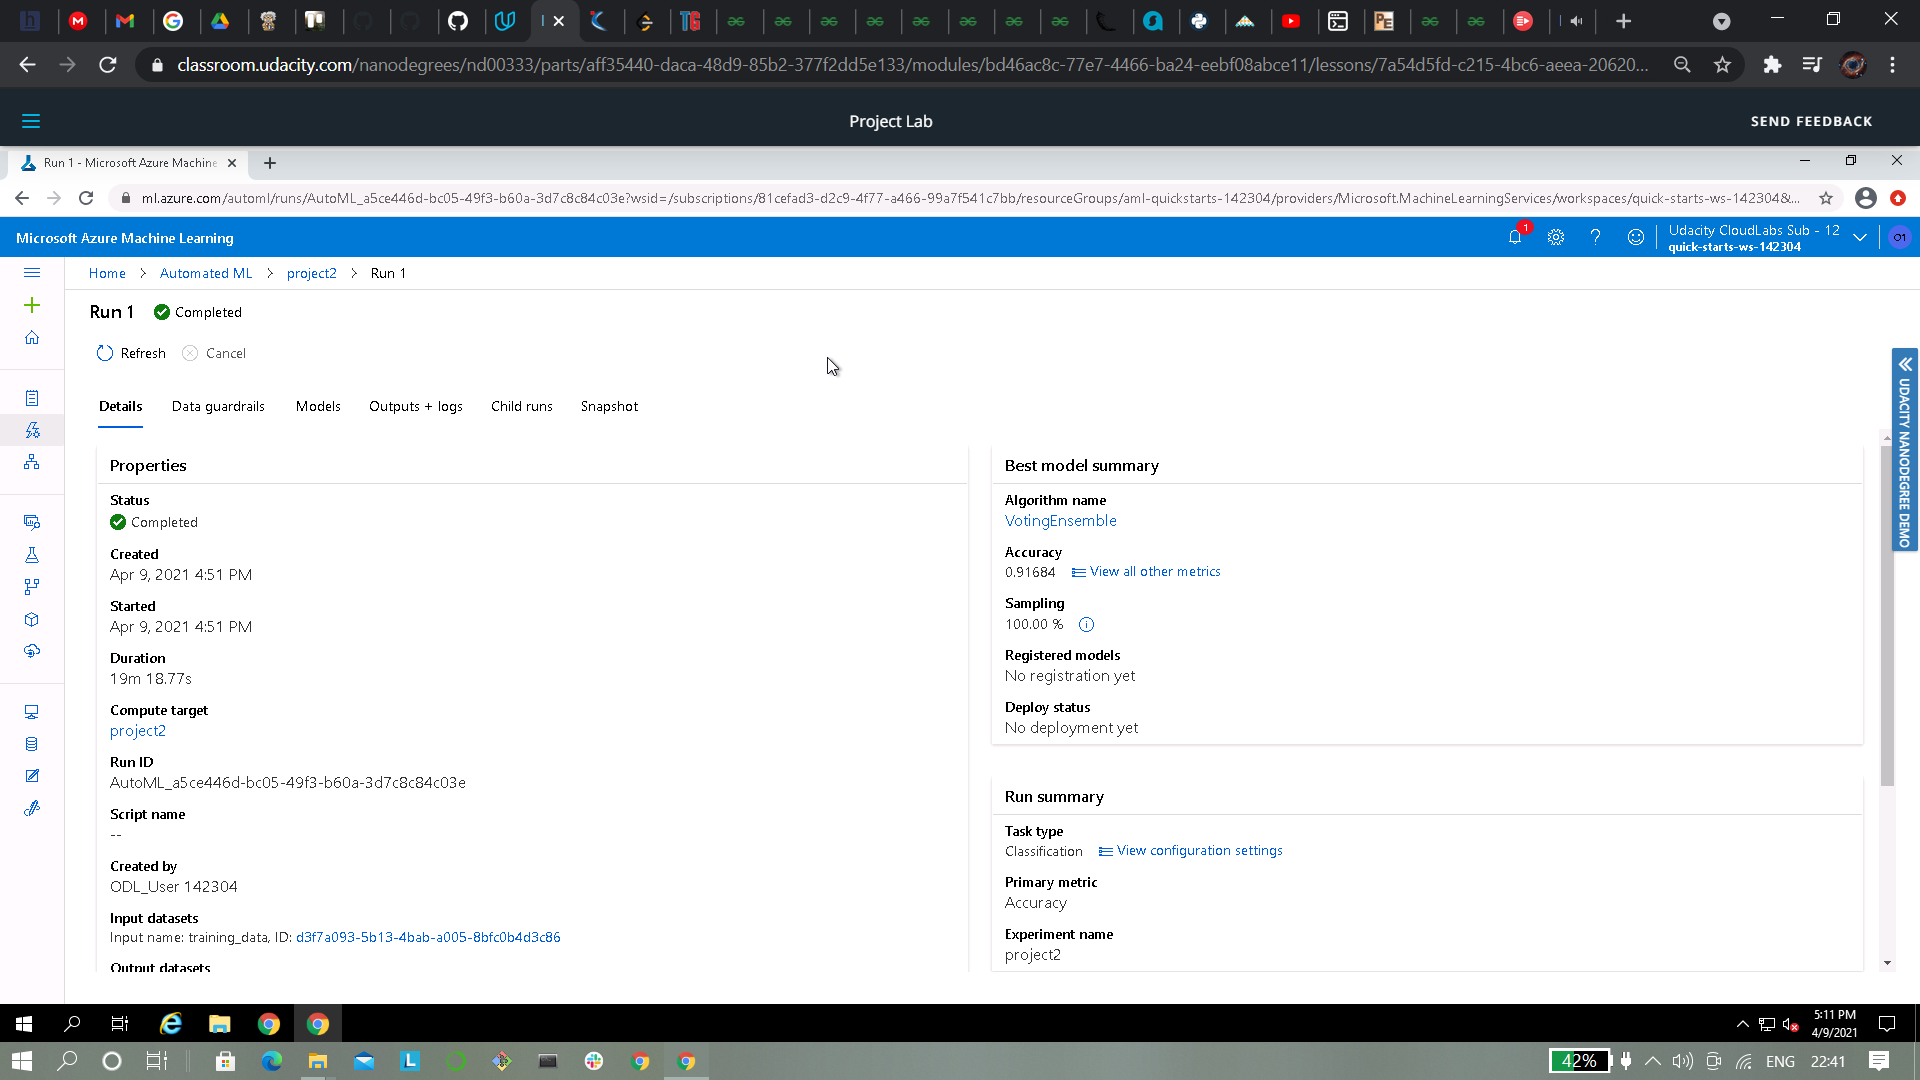 classroom.udacity.com/nanodegrees/nd00333/parts/aff35440-daca-48d9-85b2-377f2dd5e133/modules/bd46ac8c-77e7-4466-ba24-eebf08abce11/lessons/7a54d5fd-c215-4bc6-aeea-20620...
Project Lab
SEND FEEDBACK
Run 1 - Microsoft Azure Machine
ml.azure.com/automl/runs/AutoML_a5ce446d-bc05-49f3-b60a-3d7c8c84c03e?wsid=/subscriptions/81cefad3-d2c9-4f77-a466-99a7f541c7bb/resourceGroups/aml-quickstarts-142304/providers/Microsoft.MachineLearningServices/workspaces/quick-starts-ws-142304&...
Microsoft Azure Machine Learning
1
Udacity CloudLabs Sub - 12
quick-starts-ws-142304
O1
Home > Automated ML > project2 > Run 1
Run 1 Completed
Refresh Cancel
UDACITY NANODEGREE DEMO
Details Data guardrails Models Outputs + logs Child runs Snapshot
Properties
Status
Completed
Created
Apr 9, 2021 4:51 PM
Started
Apr 9, 2021 4:51 PM
Duration
19m 18.77s
Compute target
project2
Run ID
AutoML_a5ce446d-bc05-49f3-b60a-3d7c8c84c03e
Script name
--
Created by
ODL_User 142304
Input datasets
Input name: training_data, ID: d3f7a093-5b13-4bab-a005-8bfc0b4d3c86
Output datasets
Best model summary
Algorithm name
VotingEnsemble
Accuracy
0.91684 View all other metrics
Sampling
100.00 %
Registered models
No registration yet
Deploy status
No deployment yet
Run summary
Task type
Classification View configuration settings
Primary metric
Accuracy
Experiment name
project2
5:11 PM
4/9/2021
42%
ENG
22:41